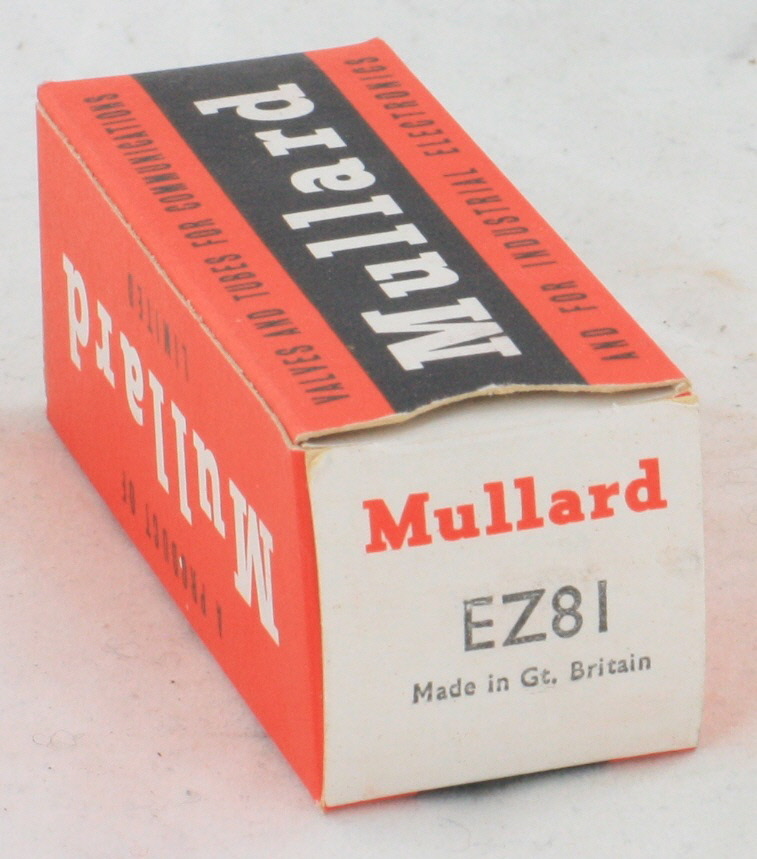 VALVES AND TUBES FOR COMMUNICATIONS
Mullard
AND FOR INDUSTRIAL ELECTRONICS
A PRODUCT OF
Mullard
LIMITED
Mullard
EZ81
Made in Gt. Britain